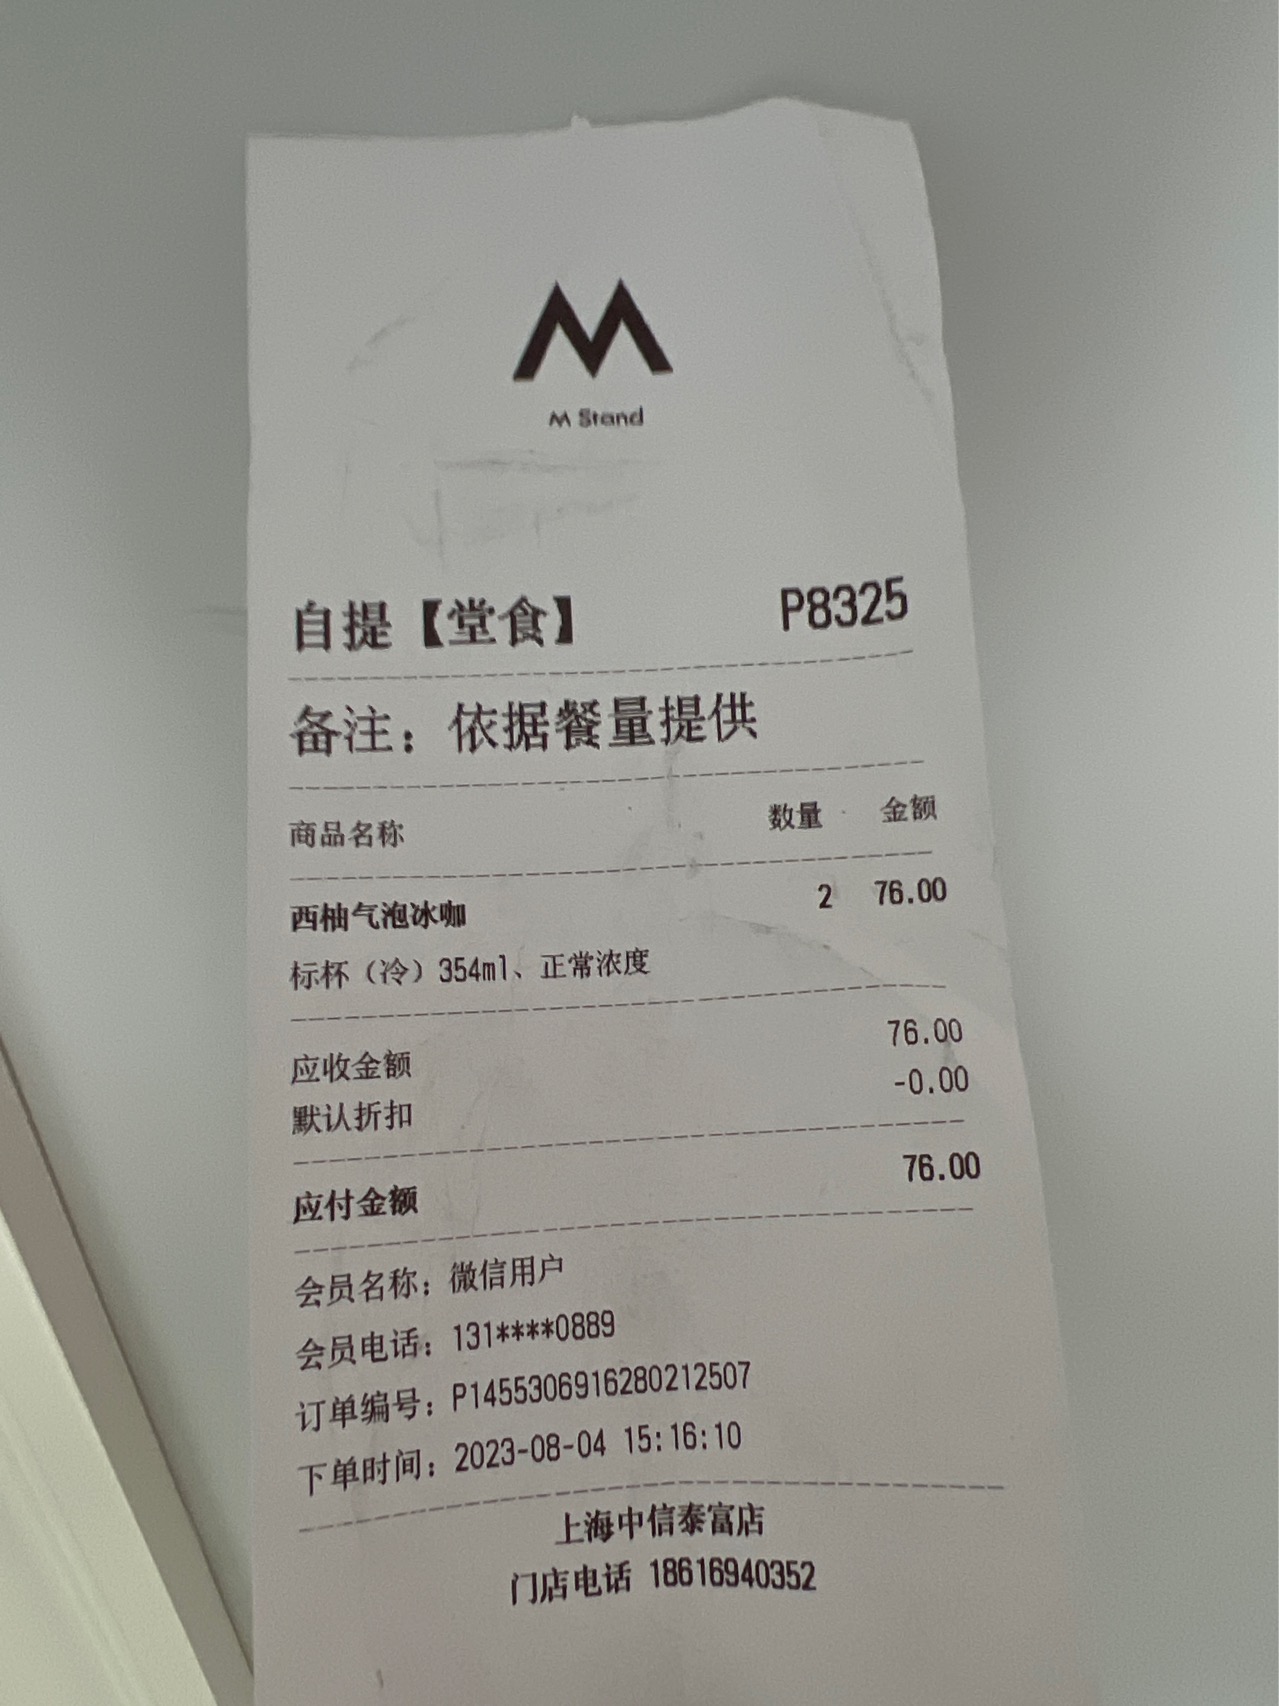 M
M Stand
自提【堂食】 P8325
备注：依据餐量提供
商品名称 数量 金额
西柚气泡冰咖 2 76.00
标杯（冷）354ml、正常浓度
应收金额 76.00
默认折扣 -0.00
应付金额 76.00
会员名称：微信用户
会员电话：131****0889
订单编号：P1455306916280212507
下单时间：2023-08-04 15:16:10
上海中信泰富店
门店电话 18616940352